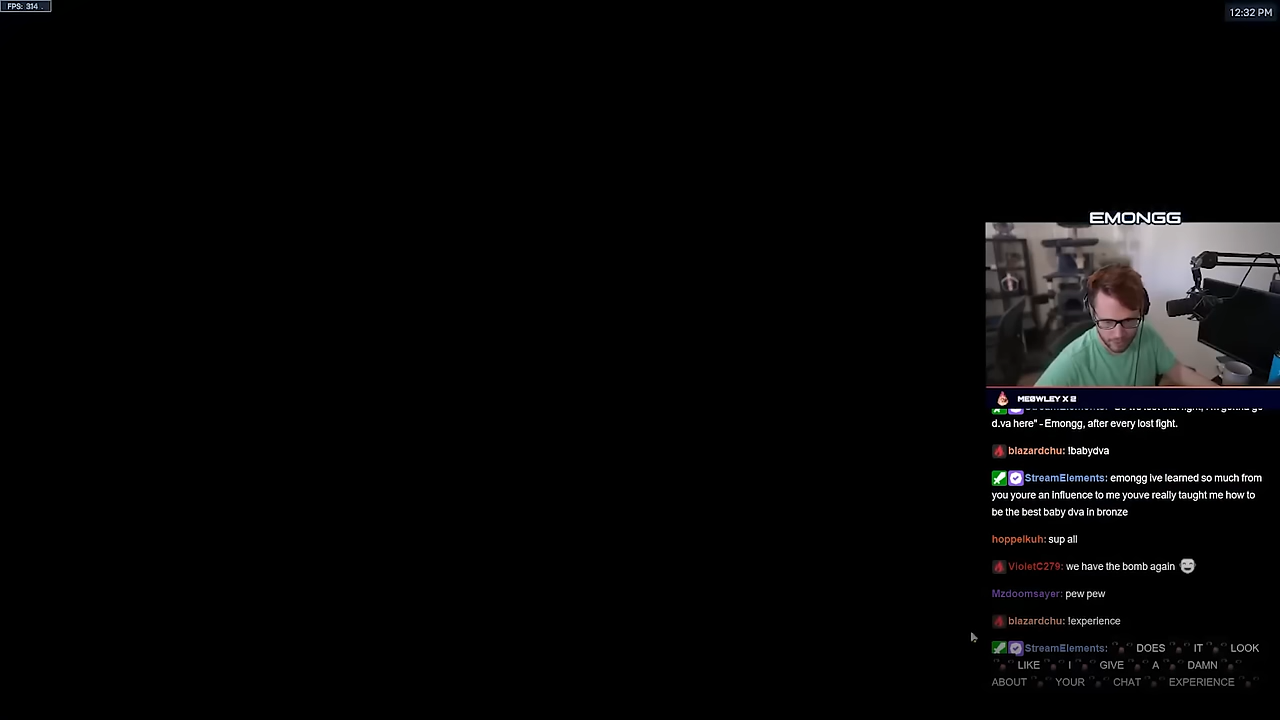 FPS: 314 .
12:32 PM
EMONGG
MEOWLEY X 2
d.va here" - Emongg, after every lost fight.
blazardchu: !babydva
StreamElements: emongg Ive learned so much from
you youre an influence to me youve really taught me how to
be the best baby dva in bronze
hoppelkuh: sup all
VioletC279: we have the bomb again
Mzdoomsayer: pew pew
blazardchu: !experience
StreamElements: DOES IT LOOK
LIKE I GIVE A DAMN
ABOUT YOUR CHAT EXPERIENCE